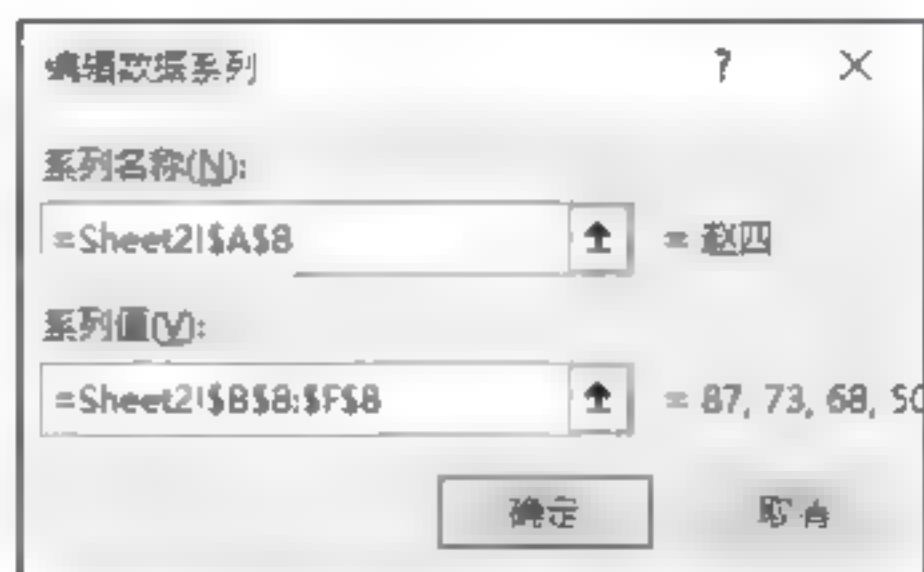 编辑数据系列 ? ×
系列名称(N):
=Sheet2!$A$8 = 赵四
系列值(V):
=Sheet2!$B$8:$F$8 = 87, 73, 68,
确定 取消